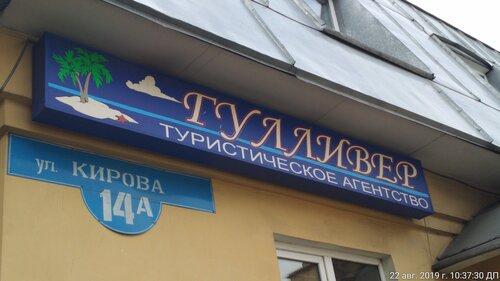 ГУЛЛИВЕР
ТУРИСТИЧЕСКОЕ АГЕНТСТВО
ул. КИРОВА
14А
22 авг. 2019 г. 10:37:30 ДП